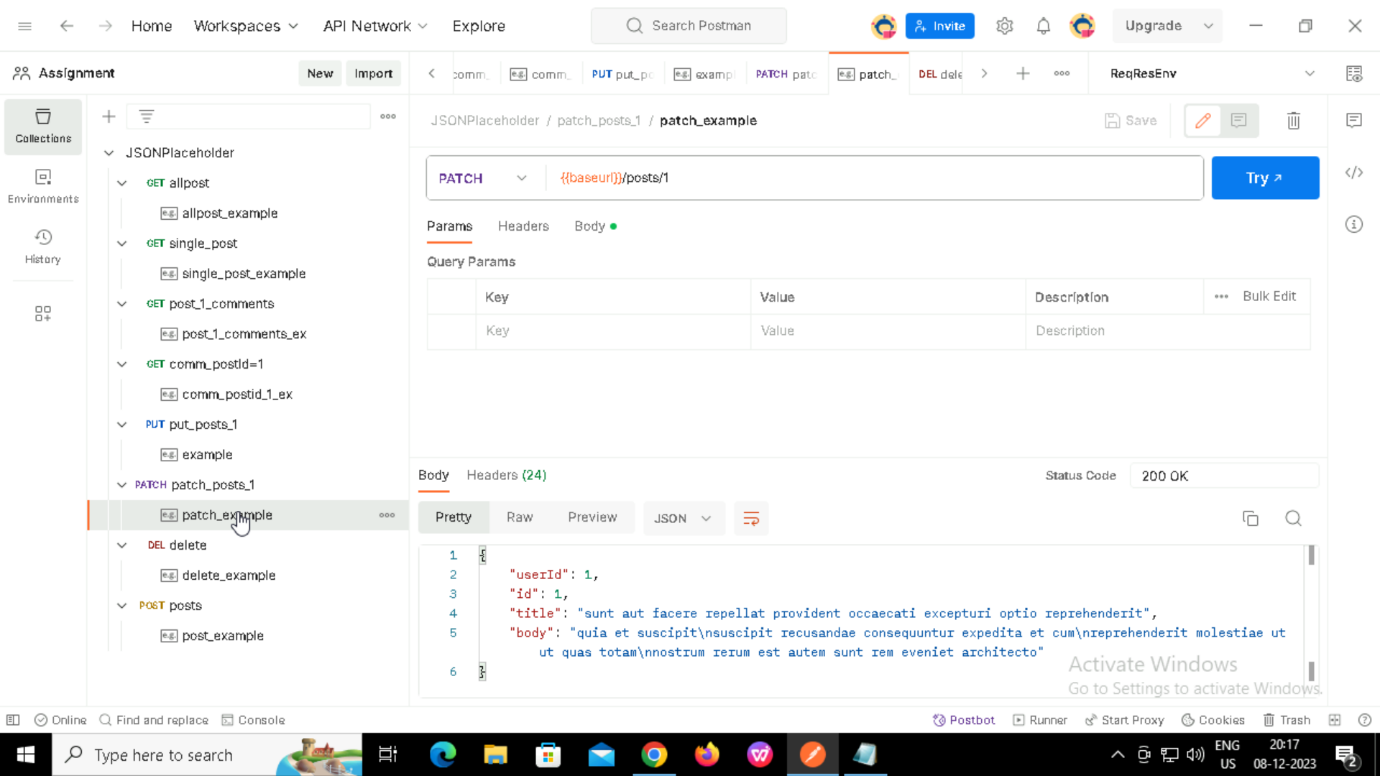 Home Workspaces API Network Explore Search Postman Invite Upgrade
Assignment New Import
comm_ comm_ PUT put_po exampl PATCH patc patch_ DEL dele ReqResEnv
Collections
Environments
History
JSONPlaceholder
GET allpost
e.g. allpost_example
GET single_post
e.g. single_post_example
GET post_1_comments
e.g. post_1_comments_ex
GET comm_postId=1
e.g. comm_postid_1_ex
PUT put_posts_1
e.g. example
PATCH patch_posts_1
e.g. patch_example
DEL delete
e.g. delete_example
POST posts
e.g. post_example
JSONPlaceholder / patch_posts_1 / patch_example Save
PATCH {{baseurl}}/posts/1 Try
Params Headers Body
Query Params
Key Value Description Bulk Edit
Key Value Description
Body Headers (24) Status Code 200 OK
Pretty Raw Preview JSON
1 {
2 "userId": 1,
3 "id": 1,
4 "title": "sunt aut facere repellat provident occaecati excepturi optio reprehenderit",
5 "body": "quia et suscipit\nsuscipit recusandae consequuntur expedita et cum\nreprehenderit molestiae ut
ut quas totam\nnostrum rerum est autem sunt rem eveniet architecto"
6 }
Activate Windows
Go to Settings to activate Windows.
Online Find and replace Console Postbot Runner Start Proxy Cookies Trash
Type here to search
ENG 20:17
US 08-12-2023 2